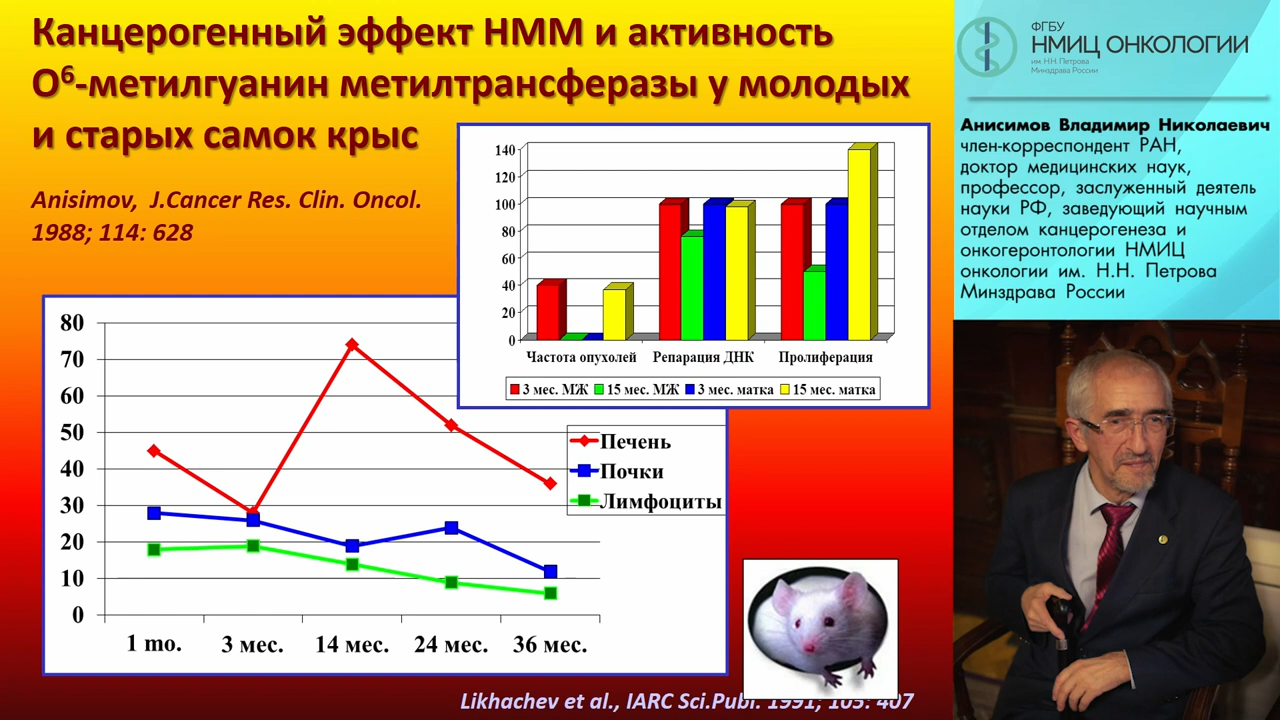 Канцерогенный эффект НММ и активность
О⁶-метилгуанин метилтрансферазы у молодых
и старых самок крыс
Anisimov, J.Cancer Res. Clin. Oncol.
1988; 114: 628
140
120
100
80
60
40
20
0
Частота опухолей Репарация ДНК Пролиферация
3 мес. МЖ 15 мес. МЖ 3 мес. матка 15 мес. матка
80
70
60
50
40
30
20
10
0
1 mo. 3 мес. 14 мес. 24 мес. 36 мес.
Печень
Почки
Лимфоциты
Likhachev et al., IARC Sci.Publ. 1991; 105: 407
ФГБУ
НМИЦ ОНКОЛОГИИ
им. Н.Н. Петрова
Минздрава России
Анисимов Владимир Николаевич
член-корреспондент РАН,
доктор медицинских наук,
профессор, заслуженный деятель
науки РФ, заведующий научным
отделом канцерогенеза и
онкогеронтологии НМИЦ
онкологии им. Н.Н. Петрова
Минздрава России